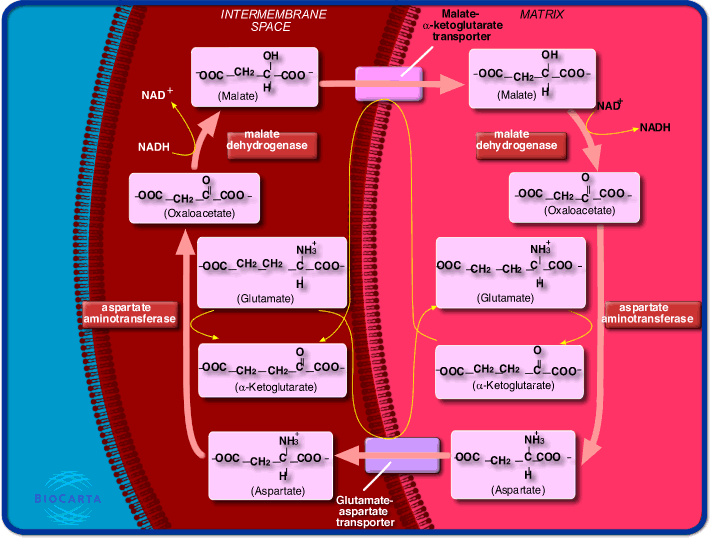 INTERMEMBRANE
SPACE
Malate-
α-ketoglutarate
transporter
MATRIX
OH
-OOC CH2 C COO -
H
(Malate)
OH
-OOC CH2 C COO -
H
(Malate)
NAD+
NADH
malate
dehydrogenase
NAD+
NADH
malate
dehydrogenase
O
-OOC CH2 C COO -
(Oxaloacetate)
O
-OOC CH2 C COO -
(Oxaloacetate)
NH3+
-OOC CH2 CH2 C COO -
H
(Glutamate)
NH3+
-OOC CH2 CH2 C COO -
H
(Glutamate)
aspartate
aminotransferase
aspartate
aminotransferase
O
-OOC CH2 CH2 C COO -
(α-Ketoglutarate)
O
-OOC CH2 CH2 C COO -
(α-Ketoglutarate)
NH3+
-OOC CH2 C COO -
H
(Aspartate)
NH3+
-OOC CH2 C COO -
H
(Aspartate)
Glutamate-
aspartate
transporter
BIOCARTA